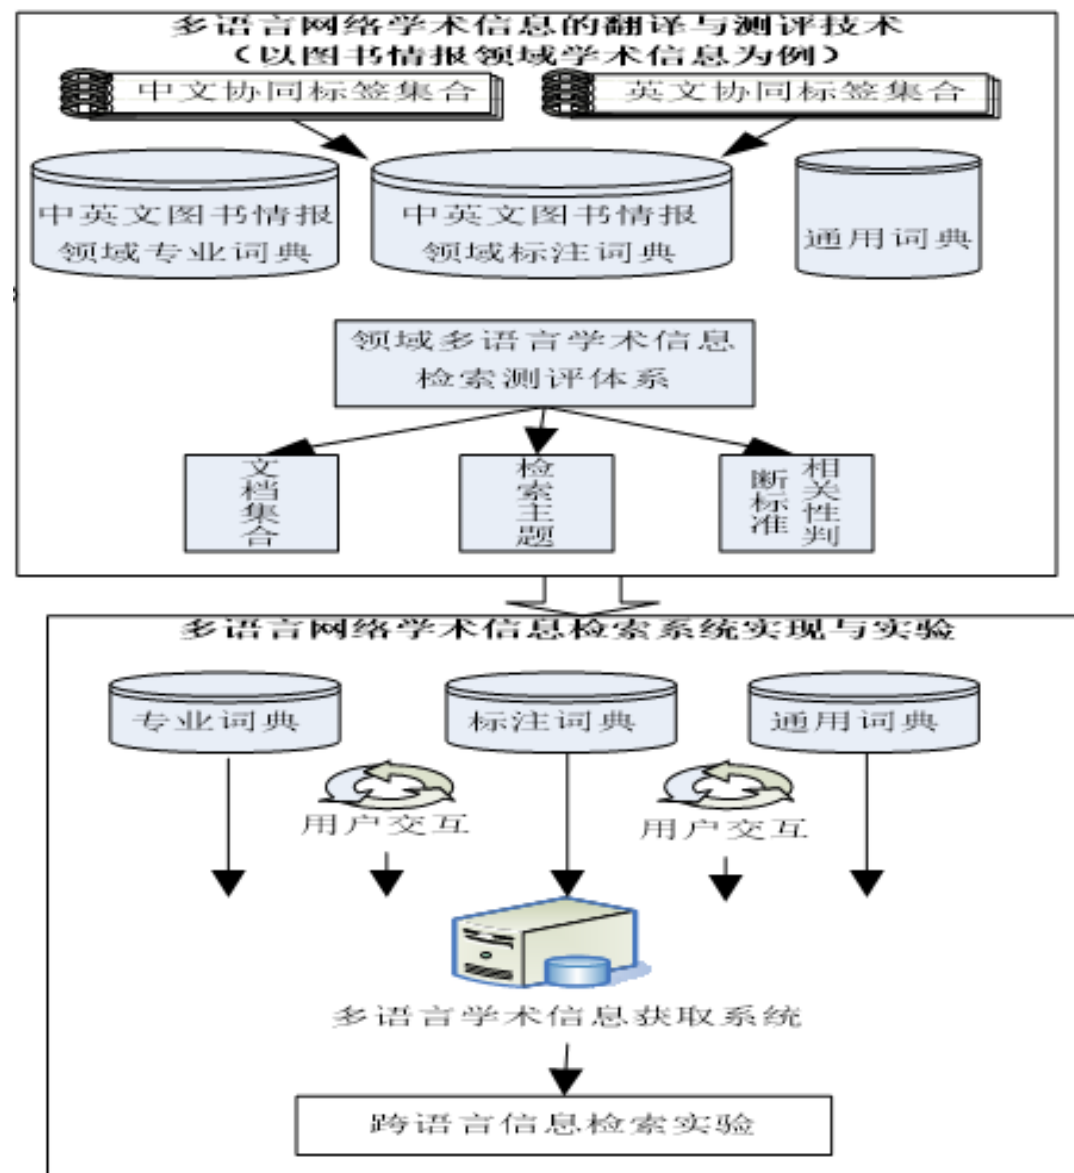 多语言网络学术信息的翻译与测评技术
（以图书情报领域学术信息为例）
中文协同标签集合
英文协同标签集合
中英文图书情报
领域专业词典
中英文图书情报
领域标注词典
通用词典
领域多语言学术信息
检索测评体系
文档集合
检索主题
相关性判
断标准
多语言网络学术信息检索系统实现与实验
专业词典
标注词典
通用词典
用户交互
用户交互
多语言学术信息获取系统
跨语言信息检索实验